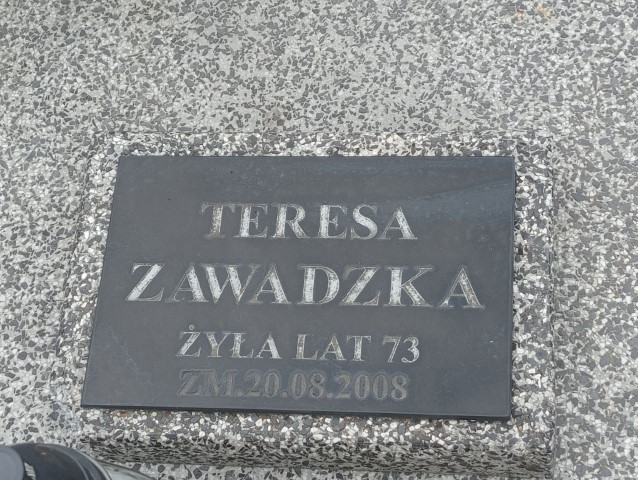 TERESA
ZAWADZKA
ŻYŁA LAT 73
ZM.20.08.2008